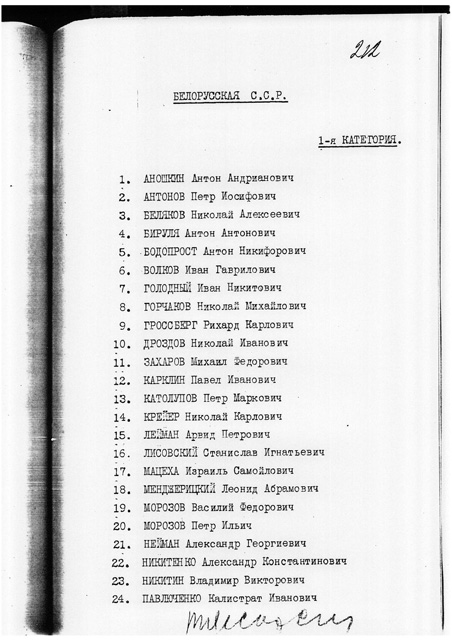 212
БЕЛОРУССКАЯ С.С.Р.
1-я КАТЕГОРИЯ.
1. АНОШКИН Антон Андрианович
2. АНТОНОВ Петр Иосифович
3. БЕЛЯКОВ Николай Алексеевич
4. БИРУЛЯ Антон Антонович
5. БОДОПРОСТ Антон Никифорович
6. ВОЛКОВ Иван Гаврилович
7. ГОЛОДНЫЙ Иван Никитович
8. ГОРЧАКОВ Николай Михайлович
9. ГРОССБЕРГ Рихард Карлович
10. ДРОЗДОВ Николай Иванович
11. ЗАХАРОВ Михаил Федорович
12. КАРКЛИН Павел Иванович
13. КАТОЛУПОВ Петр Маркович
14. КРЕЙЕР Николай Карлович
15. ЛЕЙМАН Арвид Петрович
16. ЛИСОВСКИЙ Станислав Игнатьевич
17. МАЦЕХА Израиль Самойлович
18. МЕНДЖЕРИЦКИЙ Леонид Абрамович
19. МОРОЗОВ Василий Федорович
20. МОРОЗОВ Петр Ильич
21. НЕЙМАН Александр Георгиевич
22. НИКИТЕНКО Александр Константинович
23. НИКИТИН Владимир Викторович
24. ПАВЛЮЧЕНКО Калистрат Иванович